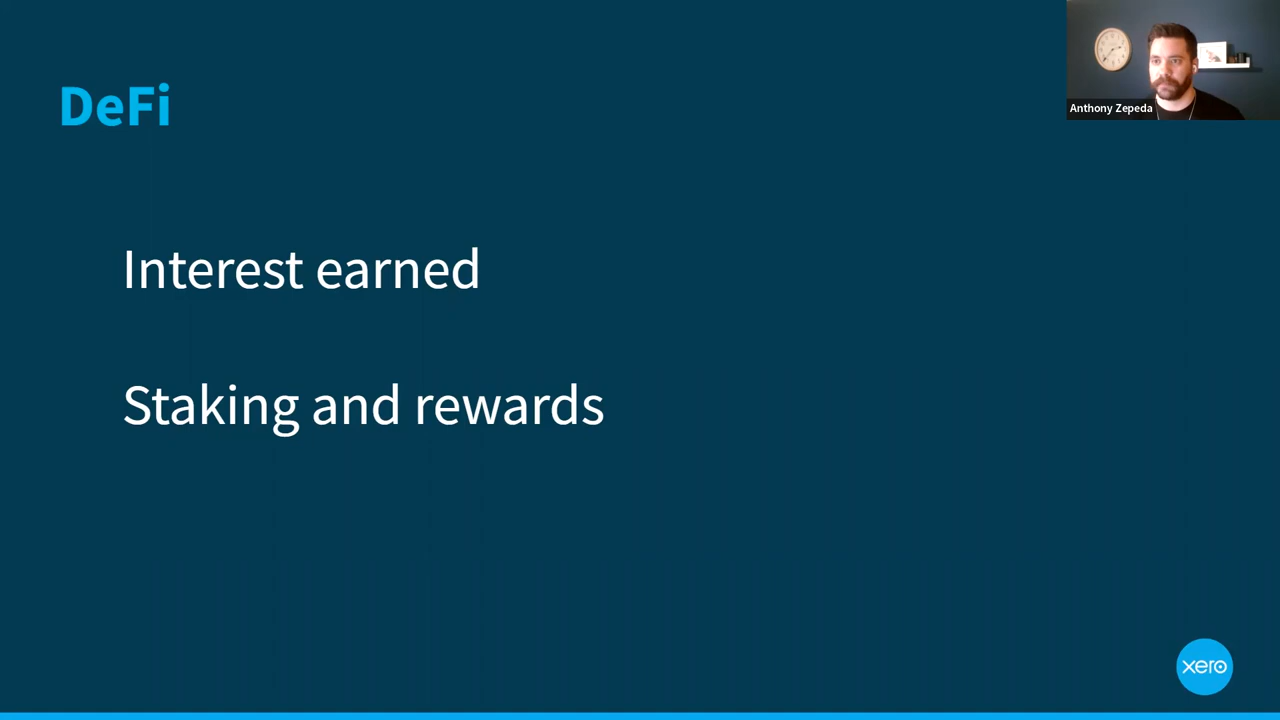 DeFi
Anthony Zepeda
Interest earned
Staking and rewards
xero